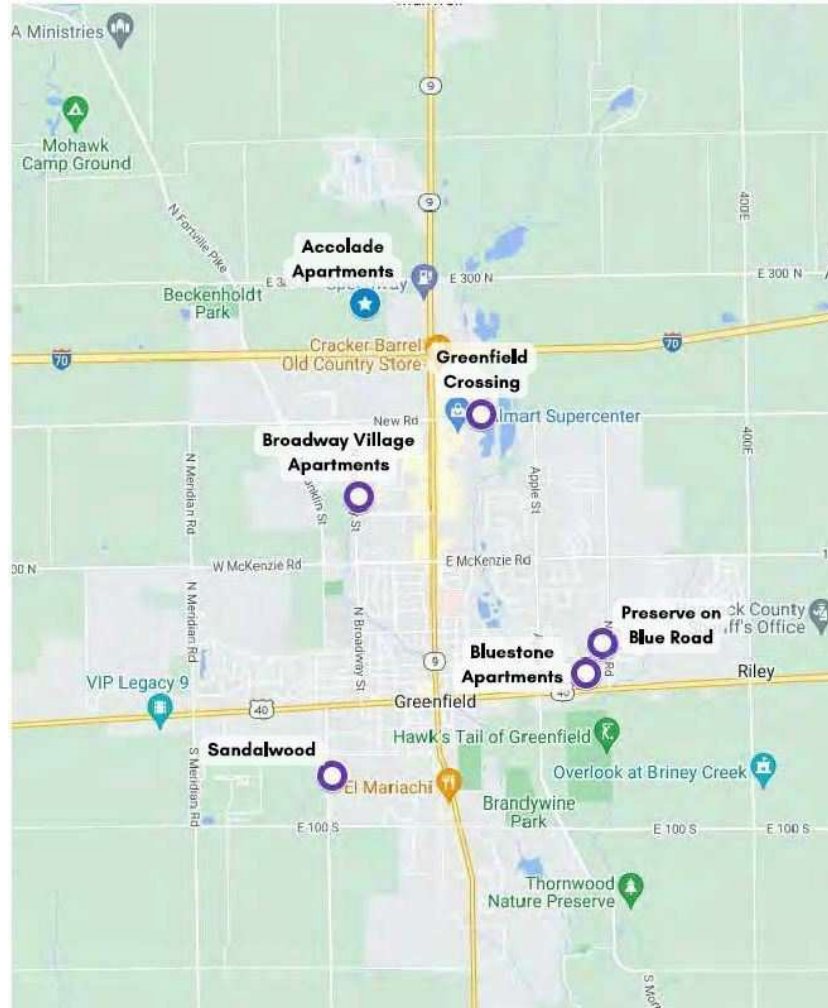 A Ministries
9
Mohawk
Camp Ground
9
400E
N Fortville Pike
Accolade
Apartments
E 300 N
E 300 N
Beckenholdt
Park
Cracker Barrel
Old Country Store
70
70
Greenfield
Crossing
New Rd
Walmart Supercenter
Broadway Village
Apartments
N Meridian Rd
Apple St
400E
W McKenzie Rd
E McKenzie Rd
N Meridian Rd
N Broadway St
Preserve on
Blue Road
Bluestone
Apartments
9
Riley
VIP Legacy 9
40
40
Greenfield
Hawk's Tail of Greenfield
Sandalwood
El Mariachi
Overlook at Briney Creek
S Meridian Rd
Brandywine
Park
E 100 S
E 100 S
E 100 S
Thornwood
Nature Preserve